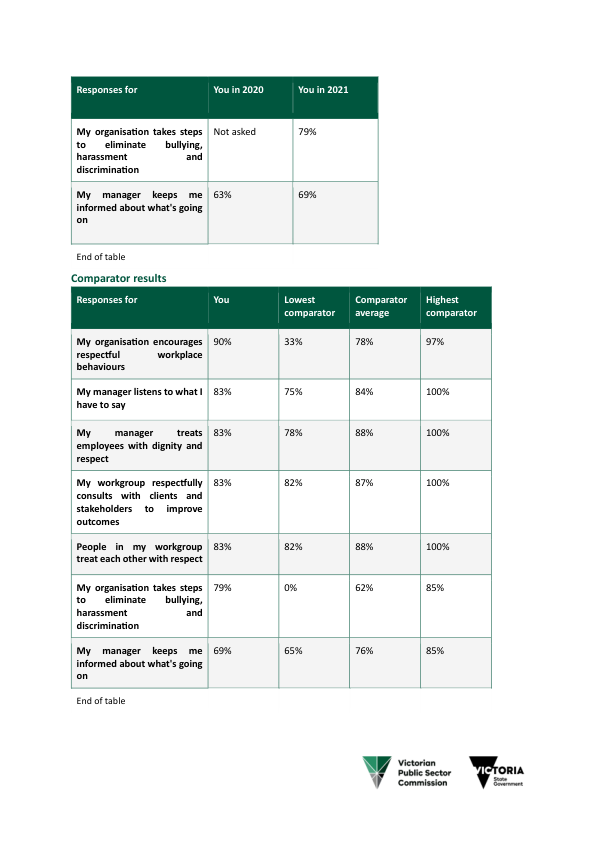 Responses for You in 2020 You in 2021
My organisation takes steps Not asked 79%
to eliminate bullying,
harassment and
discrimination
My manager keeps me 63% 69%
informed about what's going
on
End of table
Comparator results
Responses for You Lowest Comparator Highest
comparator average comparator
My organisation encourages 90% 33% 78% 97%
respectful workplace
behaviours
My manager listens to what I 83% 75% 84% 100%
have to say
My manager treats 83% 78% 88% 100%
employees with dignity and
respect
My workgroup respectfully 83% 82% 87% 100%
consults with clients and
stakeholders to improve
outcomes
People in my workgroup 83% 82% 88% 100%
treat each other with respect
My organisation takes steps 79% 0% 62% 85%
to eliminate bullying,
harassment and
discrimination
My manager keeps me 69% 65% 76% 85%
informed about what's going
on
End of table
Victorian
Public Sector
Commission
VICTORIA
State
Government